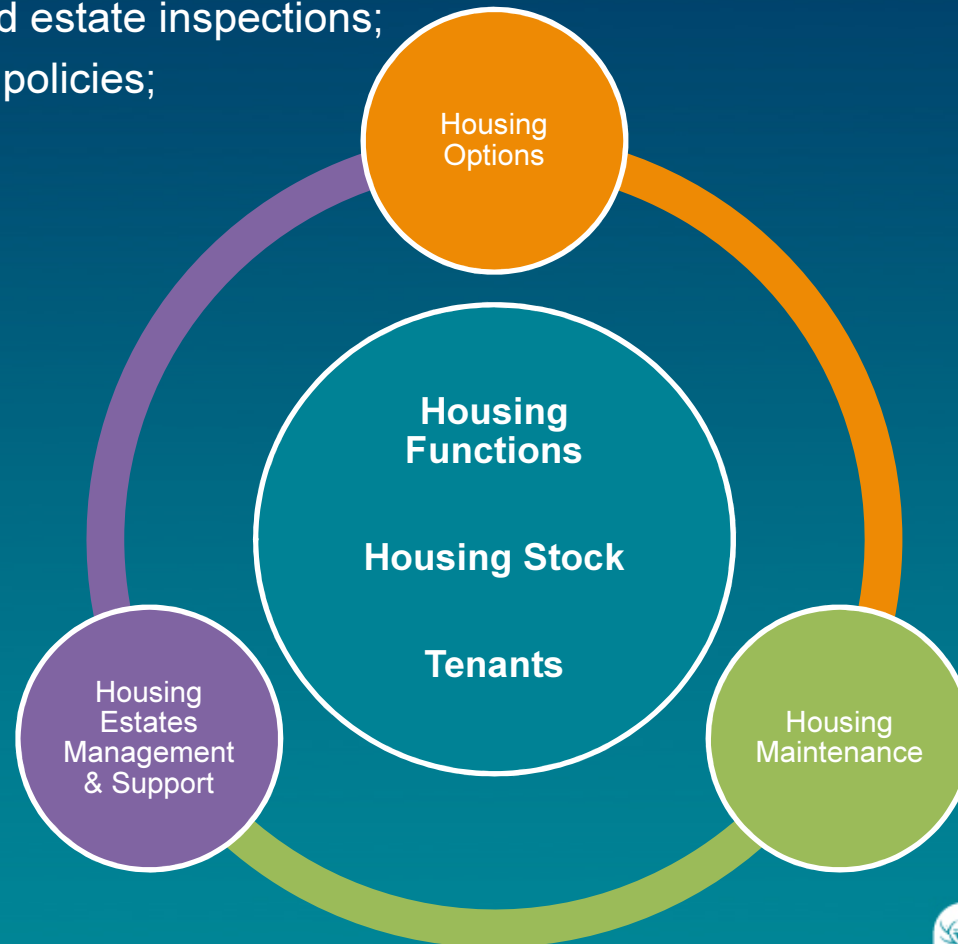 d estate inspections;
policies;
Housing
Options
Housing
Functions
Housing Stock
Tenants
Housing
Estates
Management
& Support
Housing
Maintenance